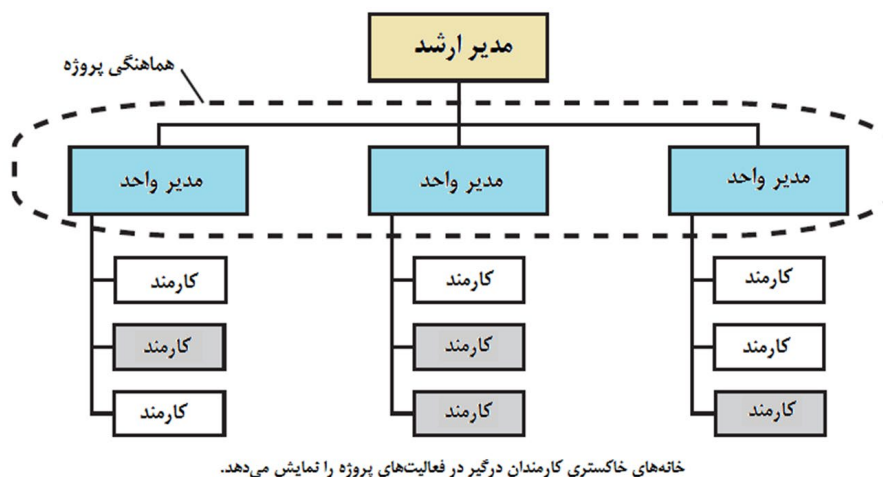 مدیر ارشد
هماهنگی پروژه
مدیر واحد
مدیر واحد
مدیر واحد
کارمند
کارمند
کارمند
کارمند
کارمند
کارمند
کارمند
کارمند
کارمند
خانه‌های خاکستری کارمندان درگیر در فعالیت‌های پروژه را نمایش می‌دهد.